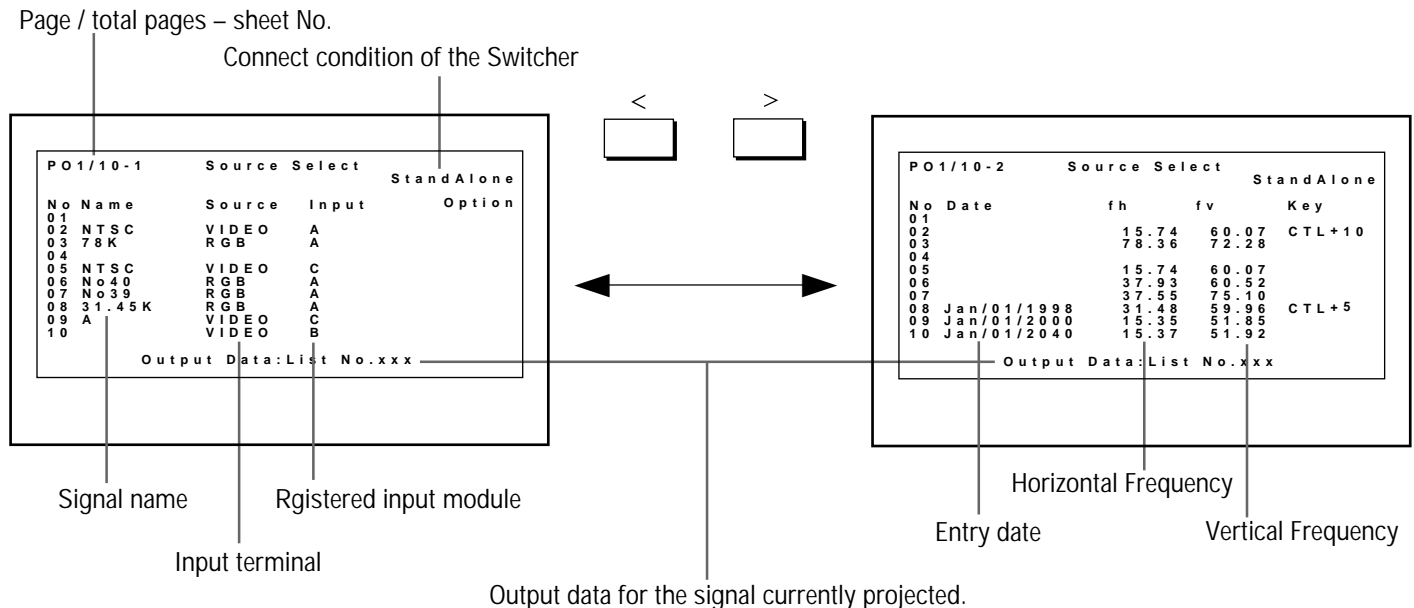 Page / total pages – sheet No.
Connect condition of the Switcher
< >
PO1/10-1 Source Select
StandAlone
No Name Source Input Option
01
02 NTSC VIDEO A
03 78K RGB A
04
05 NTSC VIDEO C
06 No40 RGB A
07 No39 RGB A
08 31.45K RGB A
09 A VIDEO C
10 VIDEO B
Output Data:List No.xxx
PO1/10-2 Source Select
StandAlone
No Date fh fv Key
01
02 15.74 60.07 CTL+10
03 78.36 72.28
04
05 15.74 60.07
06 37.93 60.52
07 37.55 75.10
08 Jan/01/1998 31.48 59.96 CTL+5
09 Jan/01/2000 15.35 51.85
10 Jan/01/2040 15.37 51.92
Output Data:List No.xxx
Signal name
Rgistered input module
Input terminal
Horizontal Frequency
Entry date
Vertical Frequency
Output data for the signal currently projected.